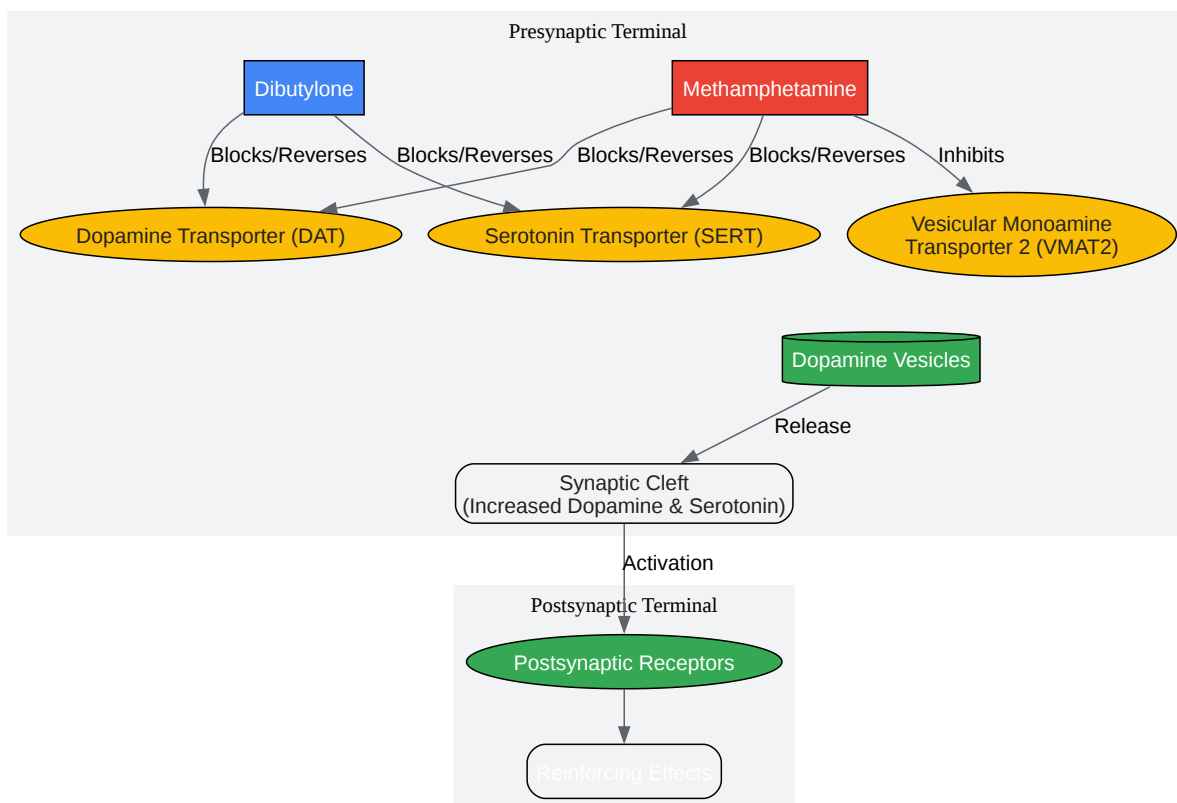 Presynaptic Terminal
Dibutylone
Methamphetamine
Blocks/Reverses
Blocks/Reverses
Blocks/Reverses
Blocks/Reverses
Inhibits
Dopamine Transporter (DAT)
Serotonin Transporter (SERT)
Vesicular Monoamine
Transporter 2 (VMAT2)
Dopamine Vesicles
Release
Synaptic Cleft
(Increased Dopamine & Serotonin)
Activation
Postsynaptic Terminal
Postsynaptic Receptors
Reinforcing Effects